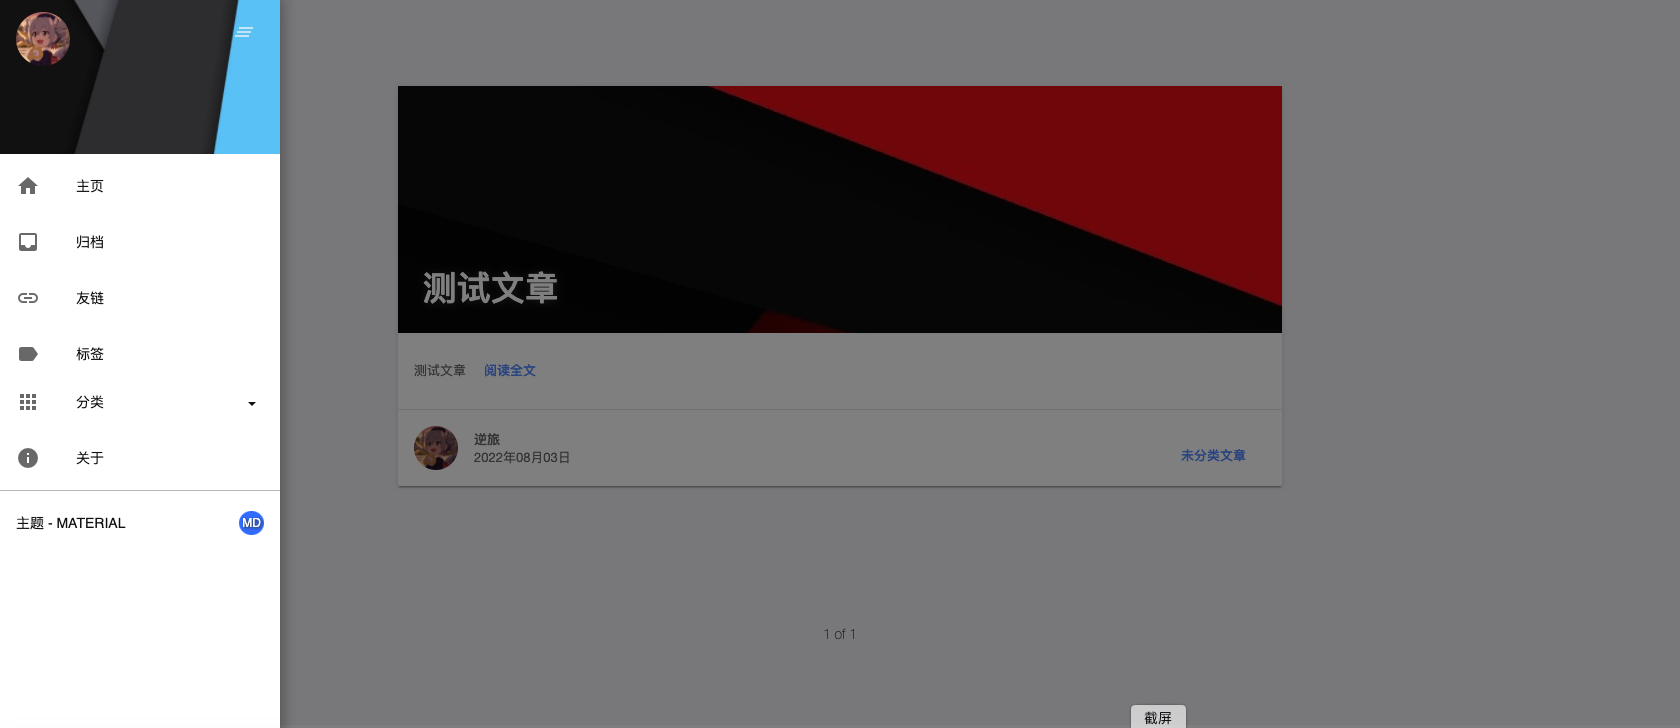 主页
归档
友链
标签
分类
关于
主题 - MATERIAL
MD
测试文章
测试文章 阅读全文
逆旅
2022年08月03日
未分类文章
1 of 1
截屏